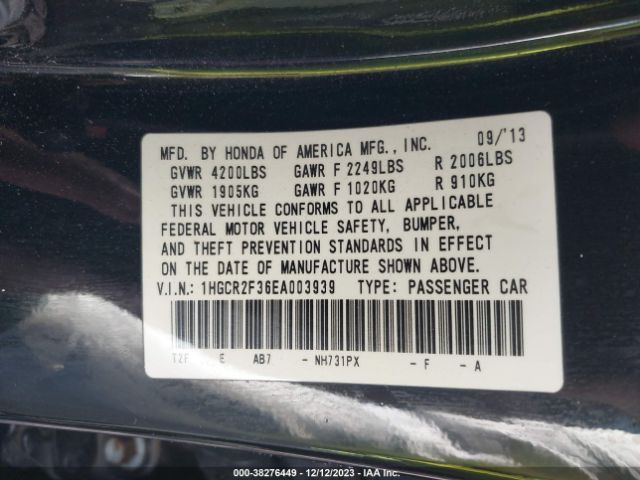 MFD. BY HONDA OF AMERICA MFG., INC. 09/'13
GVWR 4200LBS GAWR F 2249LBS R 2006LBS
GVWR 1905KG GAWR F 1020KG R 910KG
THIS VEHICLE CONFORMS TO ALL APPLICABLE
FEDERAL MOTOR VEHICLE SAFETY, BUMPER,
AND THEFT PREVENTION STANDARDS IN EFFECT
ON THE DATE OF MANUFACTURE SHOWN ABOVE.
V.I.N.: 1HGCR2F36EA003939 TYPE: PASSENGER CAR
T2F E AB7 - NH731PX - F - A
000-38276449 - 12/12/2023 - IAA Inc.